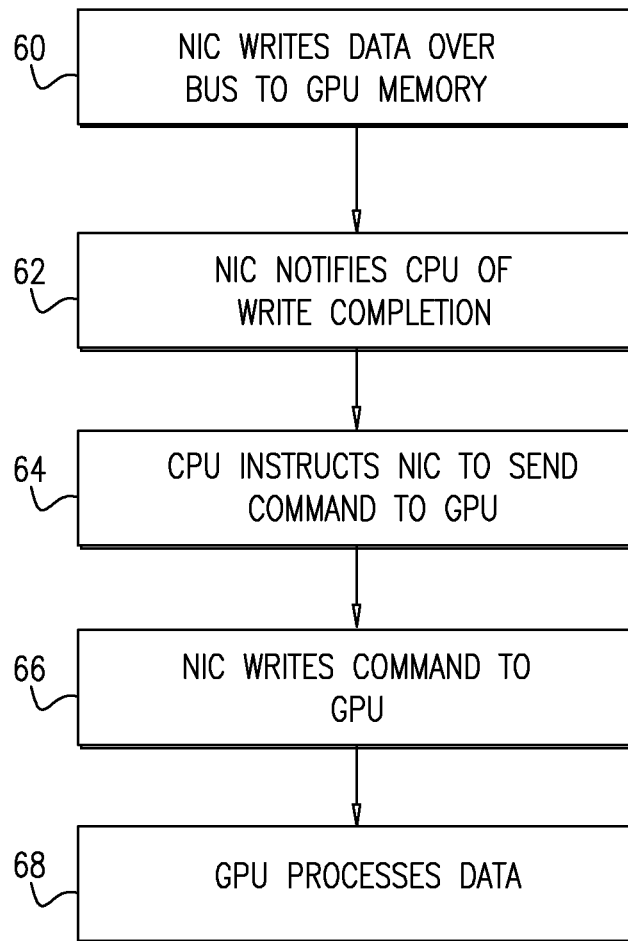 60
NIC WRITES DATA OVER
BUS TO GPU MEMORY
62
NIC NOTIFIES CPU OF
WRITE COMPLETION
64
CPU INSTRUCTS NIC TO SEND
COMMAND TO GPU
66
NIC WRITES COMMAND TO
GPU
68
GPU PROCESSES DATA